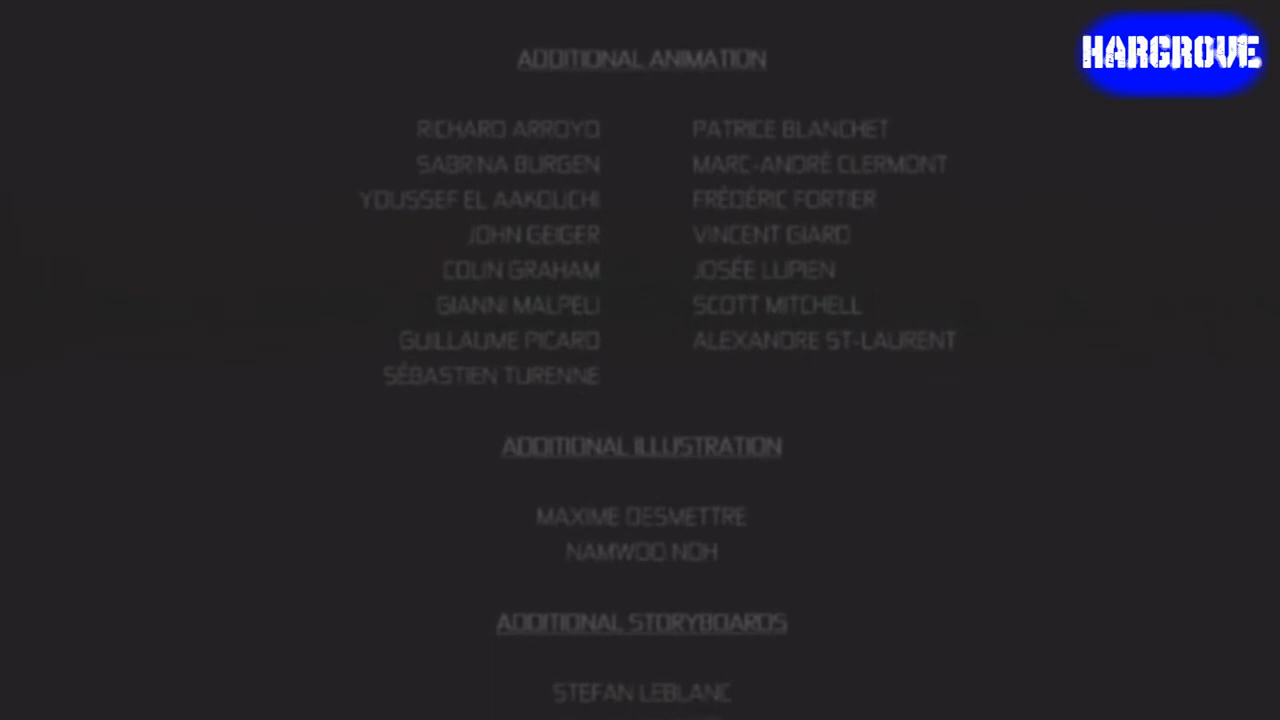 HARGROVE
ADDITIONAL ANIMATION
RICHARD ARROYO PATRICE BLANCHET
SABRINA BURGEN MARC-ANDRÉ CLERMONT
YOUSSEF EL AAKOUCHI FRÉDÉRIC FORTIER
JOHN GEIGER VINCENT GIARD
COLIN GRAHAM JOSÉE LUPIEN
GIANNI MALPELI SCOTT MITCHELL
GUILLAUME PICARD ALEXANDRE ST-LAURENT
SÉBASTIEN TURENNE
ADDITIONAL ILLUSTRATION
MAXIME DESMETTRE
NAMWOO NOH
ADDITIONAL STORYBOARDS
STEFAN LEBLANC